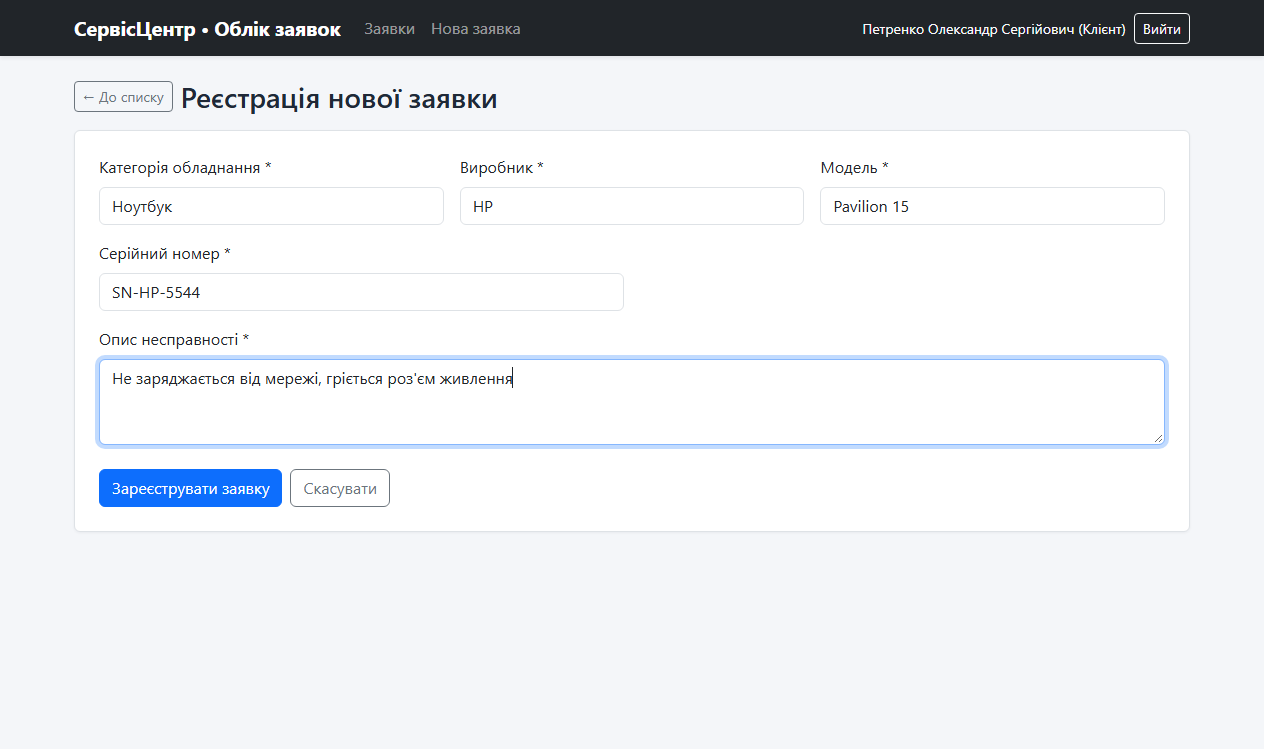 СервісЦентр • Облік заявок Заявки Нова заявка Петренко Олександр Сергійович (Клієнт) Вийти
← До списку Реєстрація нової заявки
Категорія обладнання * Виробник * Модель *
Ноутбук HP Pavilion 15
Серійний номер *
SN-HP-5544
Опис несправності *
Не заряджається від мережі, гріється роз'єм живлення
Зареєструвати заявку Скасувати